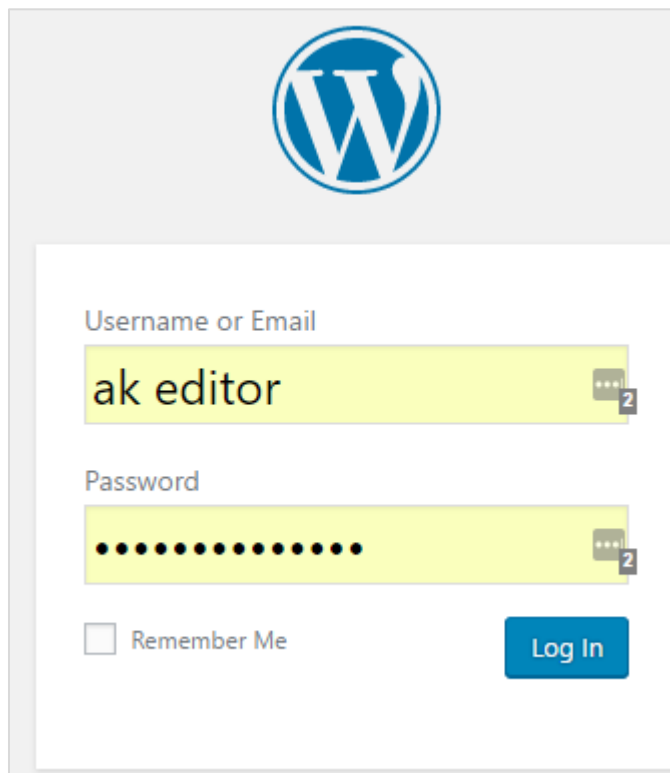 Username or Email
ak editor
2
Password
••••••••••••••
2
Remember Me
Log In